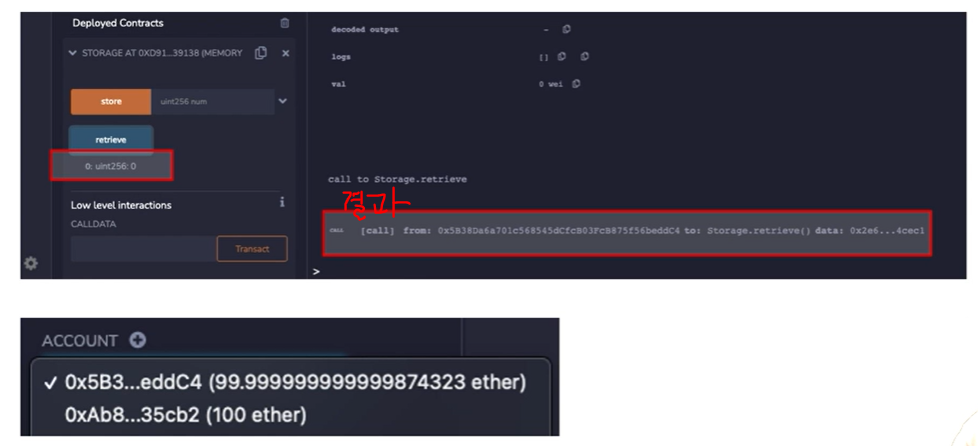 Deployed Contracts
STORAGE AT 0XD91...39138 (MEMORY
store
uint256 num
retrieve
0: uint256: 0
Low level interactions
CALLDATA
Transact
decoded output
-
logs
[]
val
0 wei
call to Storage.retrieve
결과
CALL [call] from: 0x5B38Da6a701c568545dCfcB03FcB875f56beddC4 to: Storage.retrieve() data: 0x2e6...4cec1
>
ACCOUNT
0x5B3...eddC4 (99.999999999999874323 ether)
0xAb8...35cb2 (100 ether)